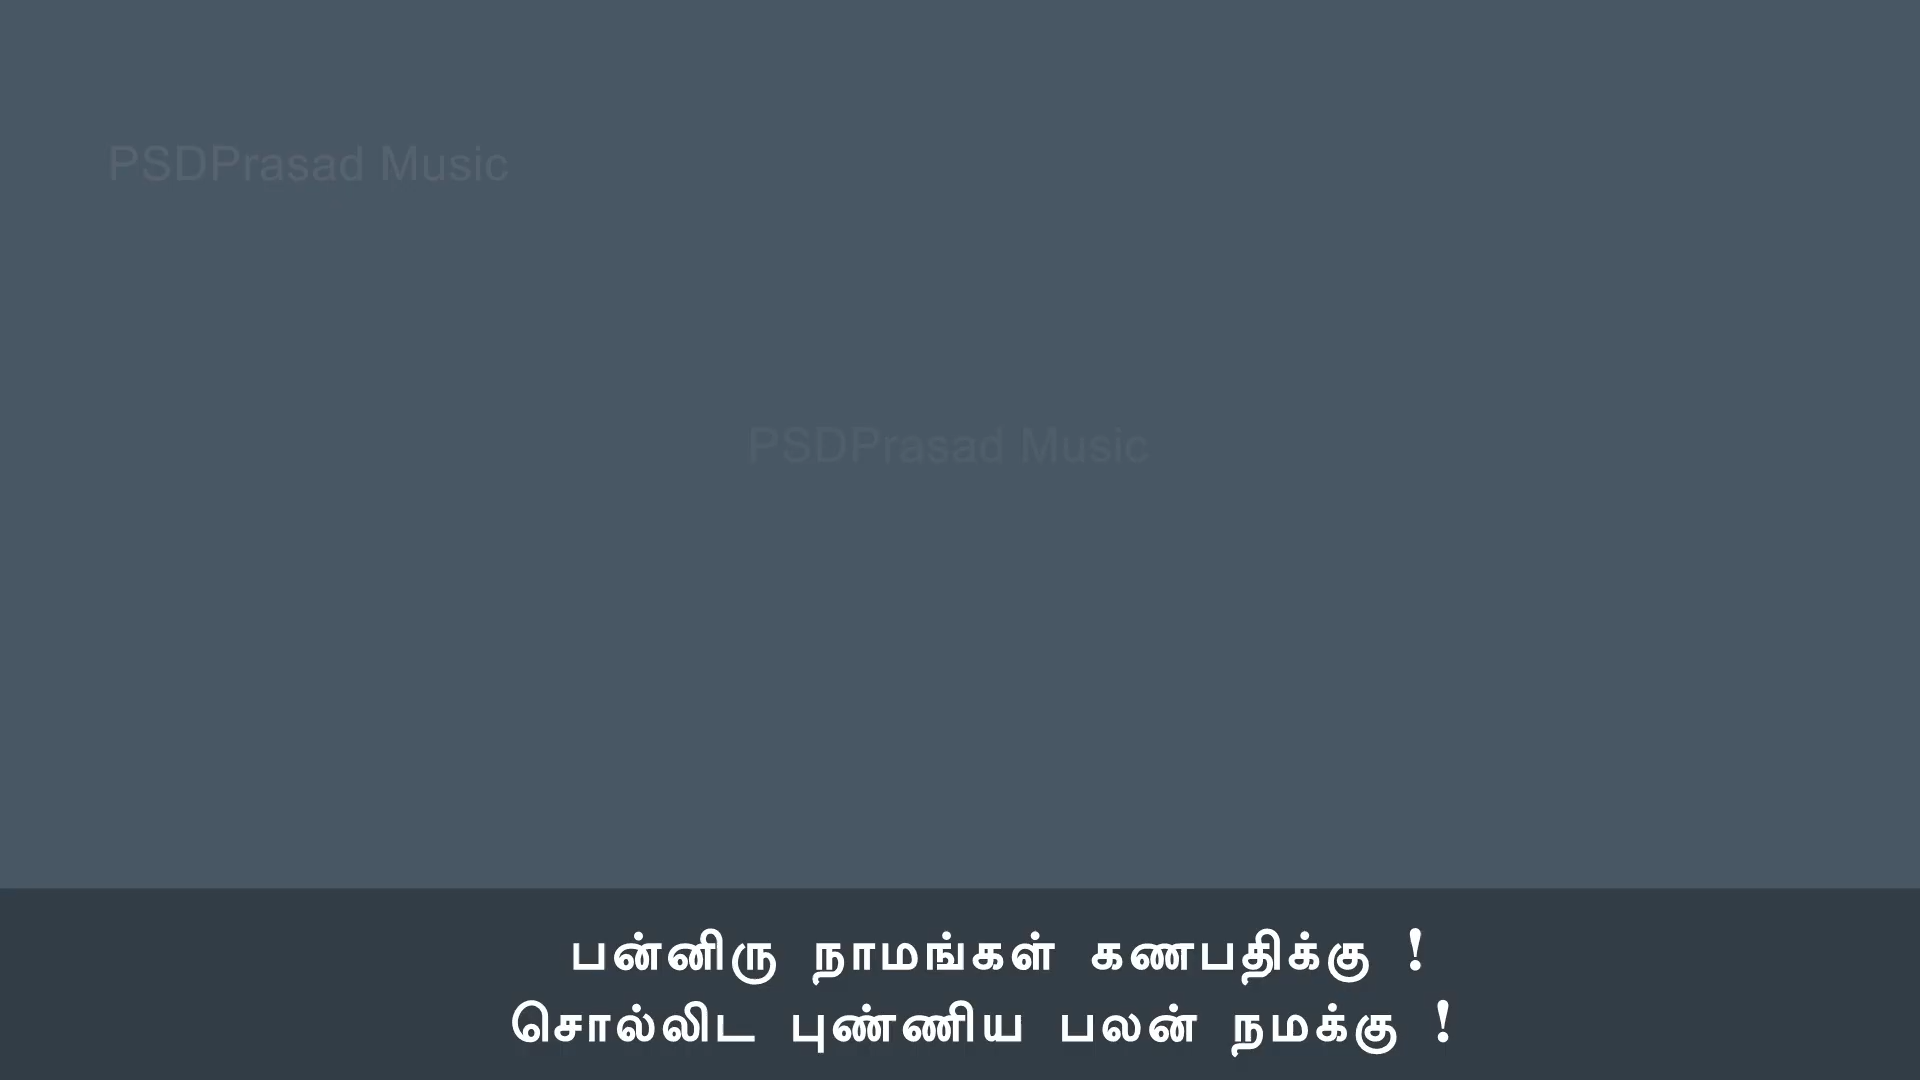 PSDPrasad Music
PSDPrasad Music
பன்னிரு நாமங்கள் கணபதிக்கு !
சொல்லிட புண்ணிய பலன் நமக்கு !